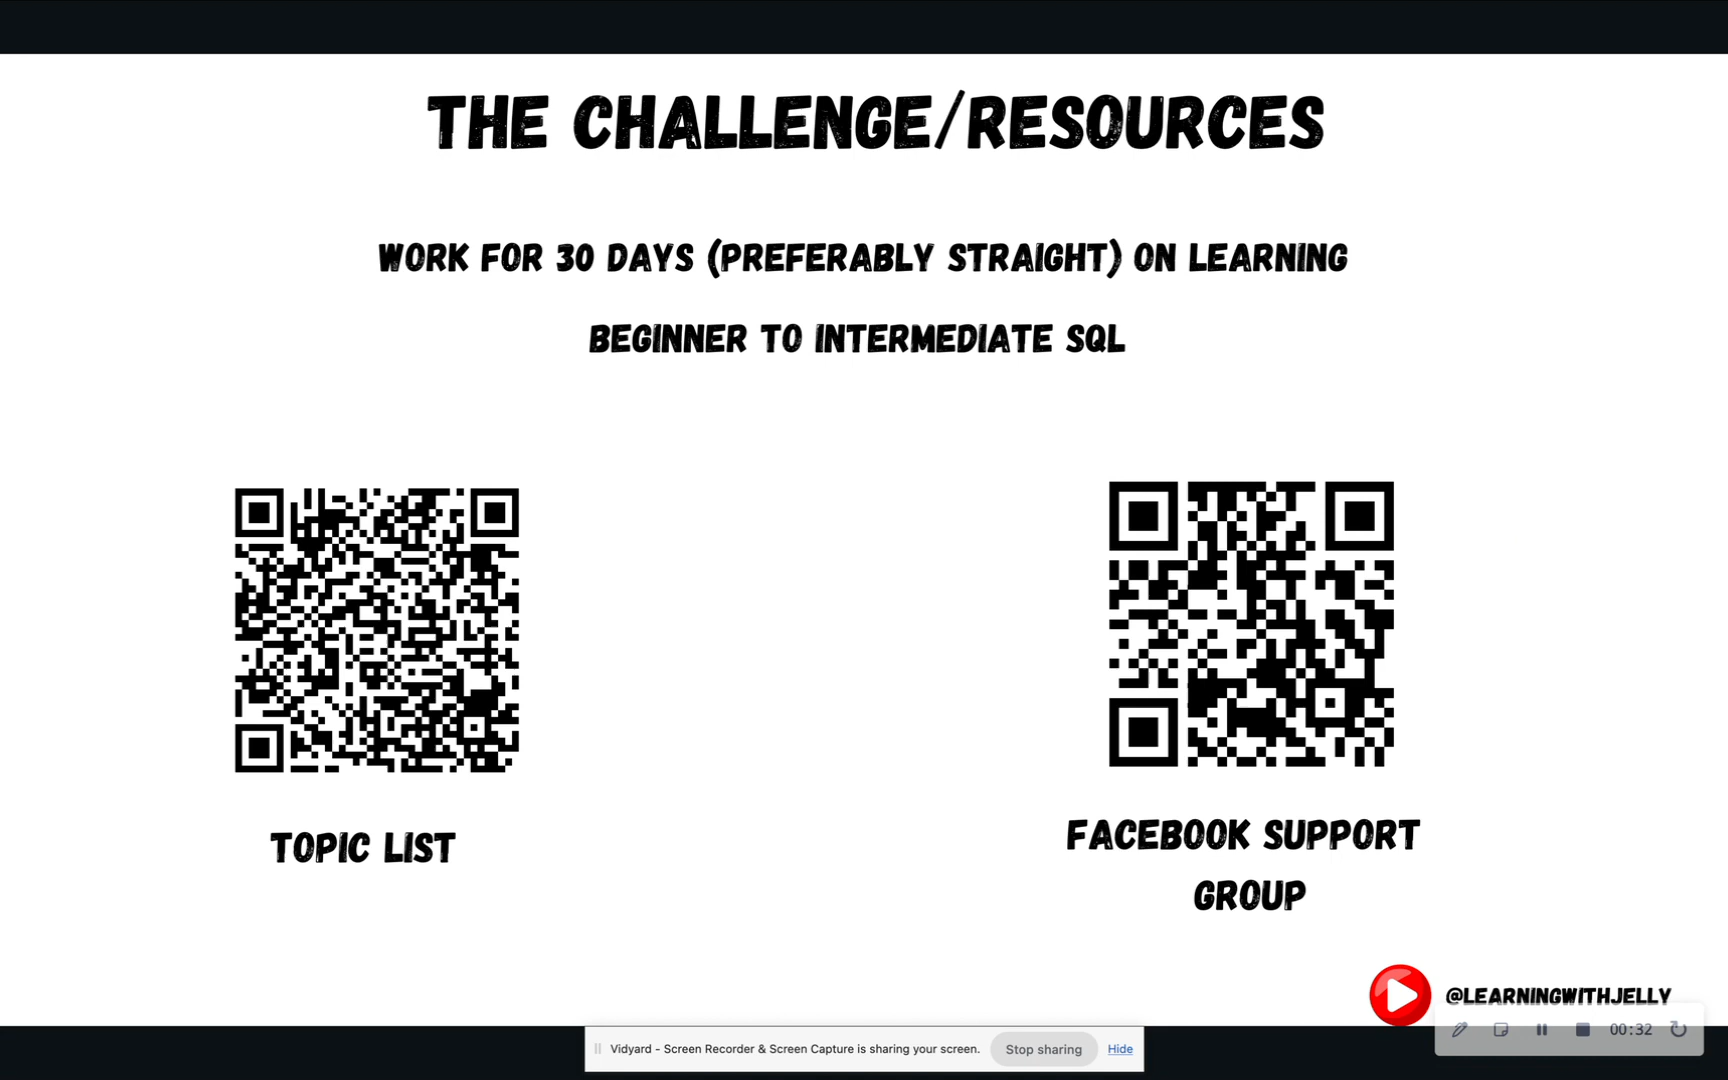 THE CHALLENGE/RESOURCES
WORK FOR 30 DAYS (PREFERABLY STRAIGHT) ON LEARNING
BEGINNER TO INTERMEDIATE SQL
TOPIC LIST
FACEBOOK SUPPORT
GROUP
@LEARNINGWITHJELLY
00:32
Vidyard - Screen Recorder & Screen Capture is sharing your screen.
Stop sharing
Hide